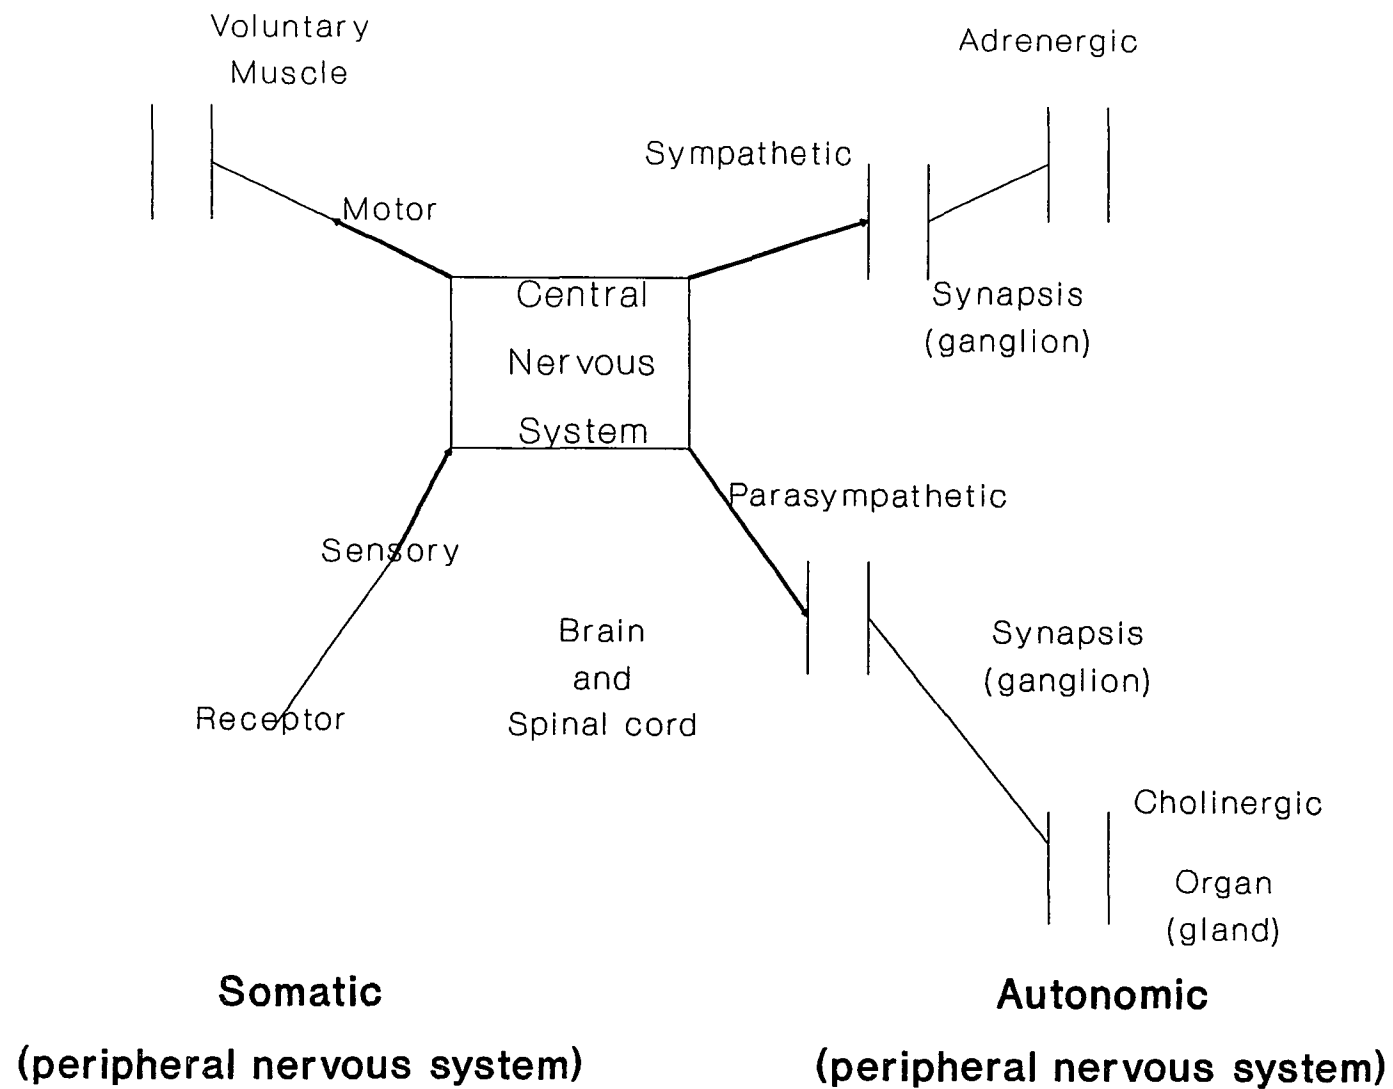 Voluntary
Muscle
Adrenergic
Sympathetic
Motor
Synapsis
(ganglion)
Central
Nervous
System
Parasympathetic
Sensory
Brain
and
Spinal cord
Synapsis
(ganglion)
Receptor
Cholinergic
Organ
(gland)
Somatic
(peripheral nervous system)
Autonomic
(peripheral nervous system)